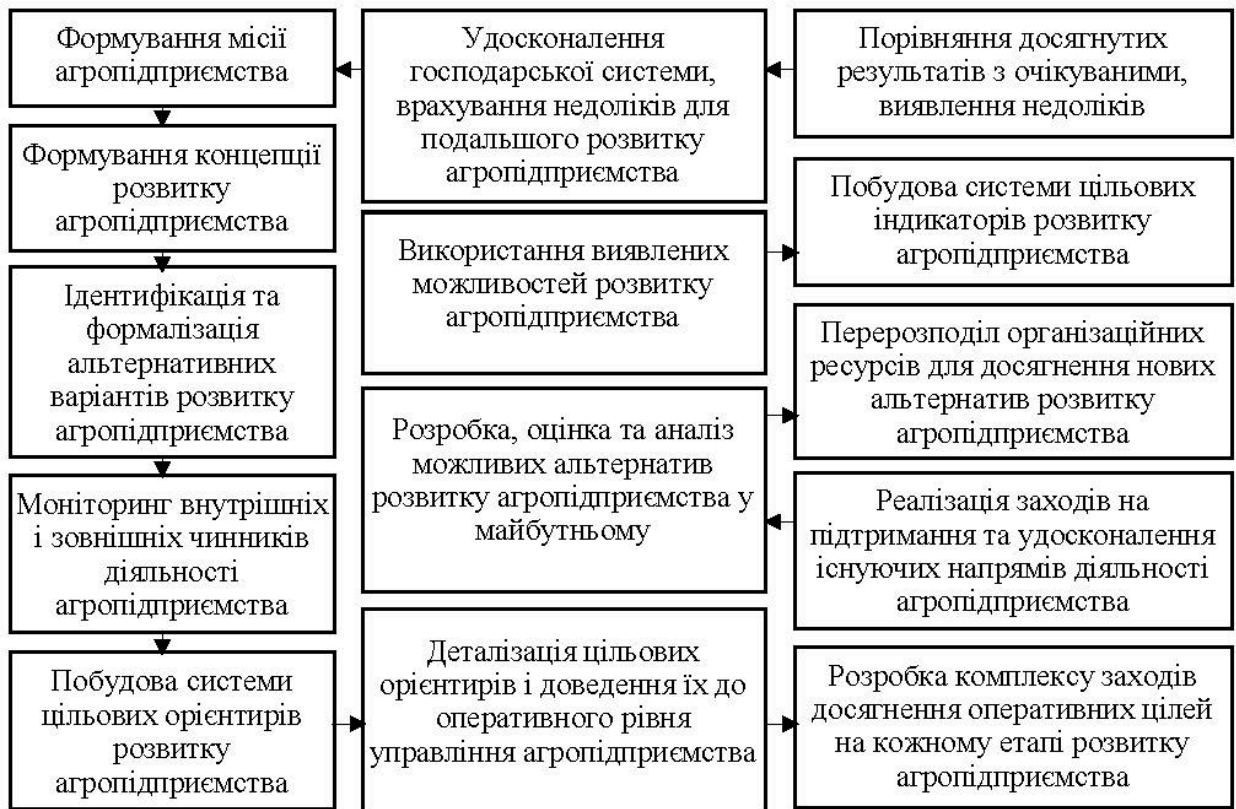 Формування місії
агропідприємства
Формування концепції
розвитку
агропідприємства
Ідентифікація та
формалізація
альтернативних
варіантів розвитку
агропідприємства
Моніторинг внутрішніх
і зовнішніх чинників
діяльності
агропідприємства
Побудова системи
цільових орієнтирів
розвитку
агропідприємства
Удосконалення
господарської системи,
врахування недоліків для
подальшого розвитку
агропідприємства
Використання виявлених
можливостей розвитку
агропідприємства
Розробка, оцінка та аналіз
можливих альтернатив
розвитку агропідприємства у
майбутньому
Деталізація цільових
орієнтирів і доведення їх до
оперативного рівня
управління агропідприємства
Порівняння досягнутих
результатів з очікуваними,
виявлення недоліків
Побудова системи цільових
індикаторів розвитку
агропідприємства
Перерозподіл організаційних
ресурсів для досягнення нових
альтернатив розвитку
агропідприємства
Реалізація заходів на
підтримання та удосконалення
існуючих напрямів діяльності
агропідприємства
Розробка комплексу заходів
досягнення оперативних цілей
на кожному етапі розвитку
агропідприємства